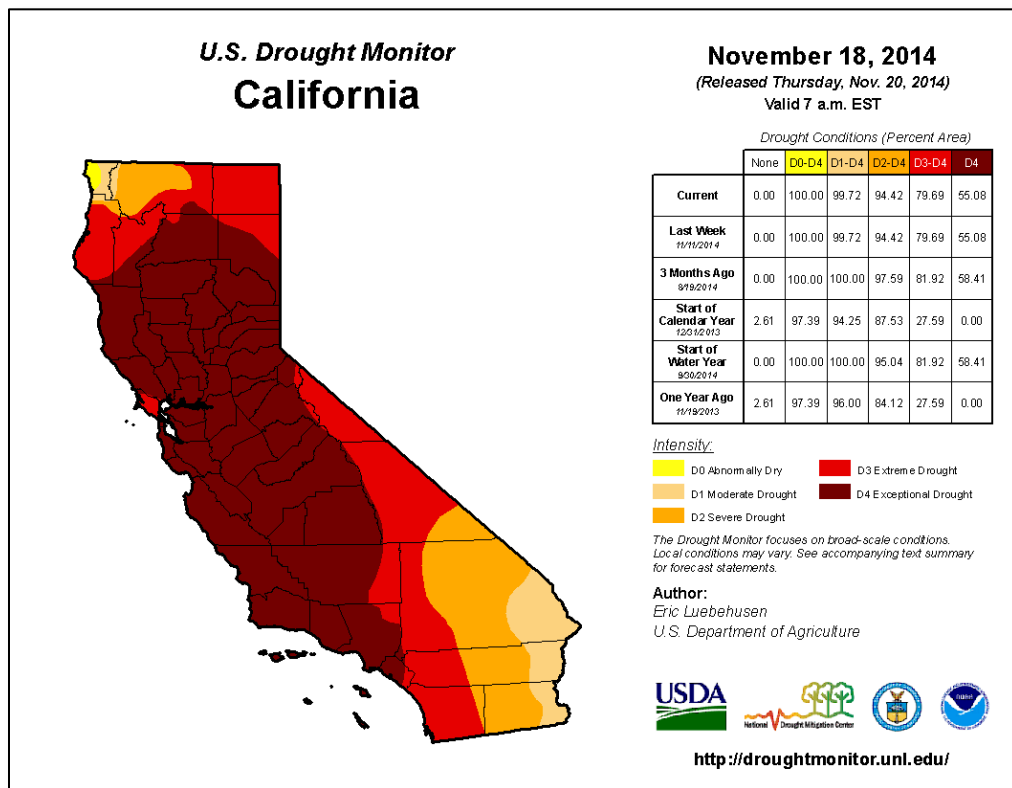 U.S. Drought Monitor
California
November 18, 2014
(Released Thursday, Nov. 20, 2014)
Valid 7 a.m. EST
Drought Conditions (Percent Area)
None D0-D4 D1-D4 D2-D4 D3-D4 D4
Current 0.00 100.00 99.72 94.42 79.69 55.08
Last Week
11/11/2014
0.00 100.00 99.72 94.42 79.69 55.08
3 Months Ago
8/19/2014
0.00 100.00 100.00 97.59 81.92 58.41
Start of
Calendar Year
12/31/2013
2.61 97.39 94.25 87.53 27.59 0.00
Start of
Water Year
9/30/2014
0.00 100.00 100.00 95.04 81.92 58.41
One Year Ago
11/19/2013
2.61 97.39 96.00 84.12 27.59 0.00
Intensity:
D0 Abnormally Dry
D1 Moderate Drought
D2 Severe Drought
D3 Extreme Drought
D4 Exceptional Drought
The Drought Monitor focuses on broad-scale conditions.
Local conditions may vary. See accompanying text summary
for forecast statements.
Author:
Eric Luebehusen
U.S. Department of Agriculture
USDA
National Drought Mitigation Center
http://droughtmonitor.unl.edu/